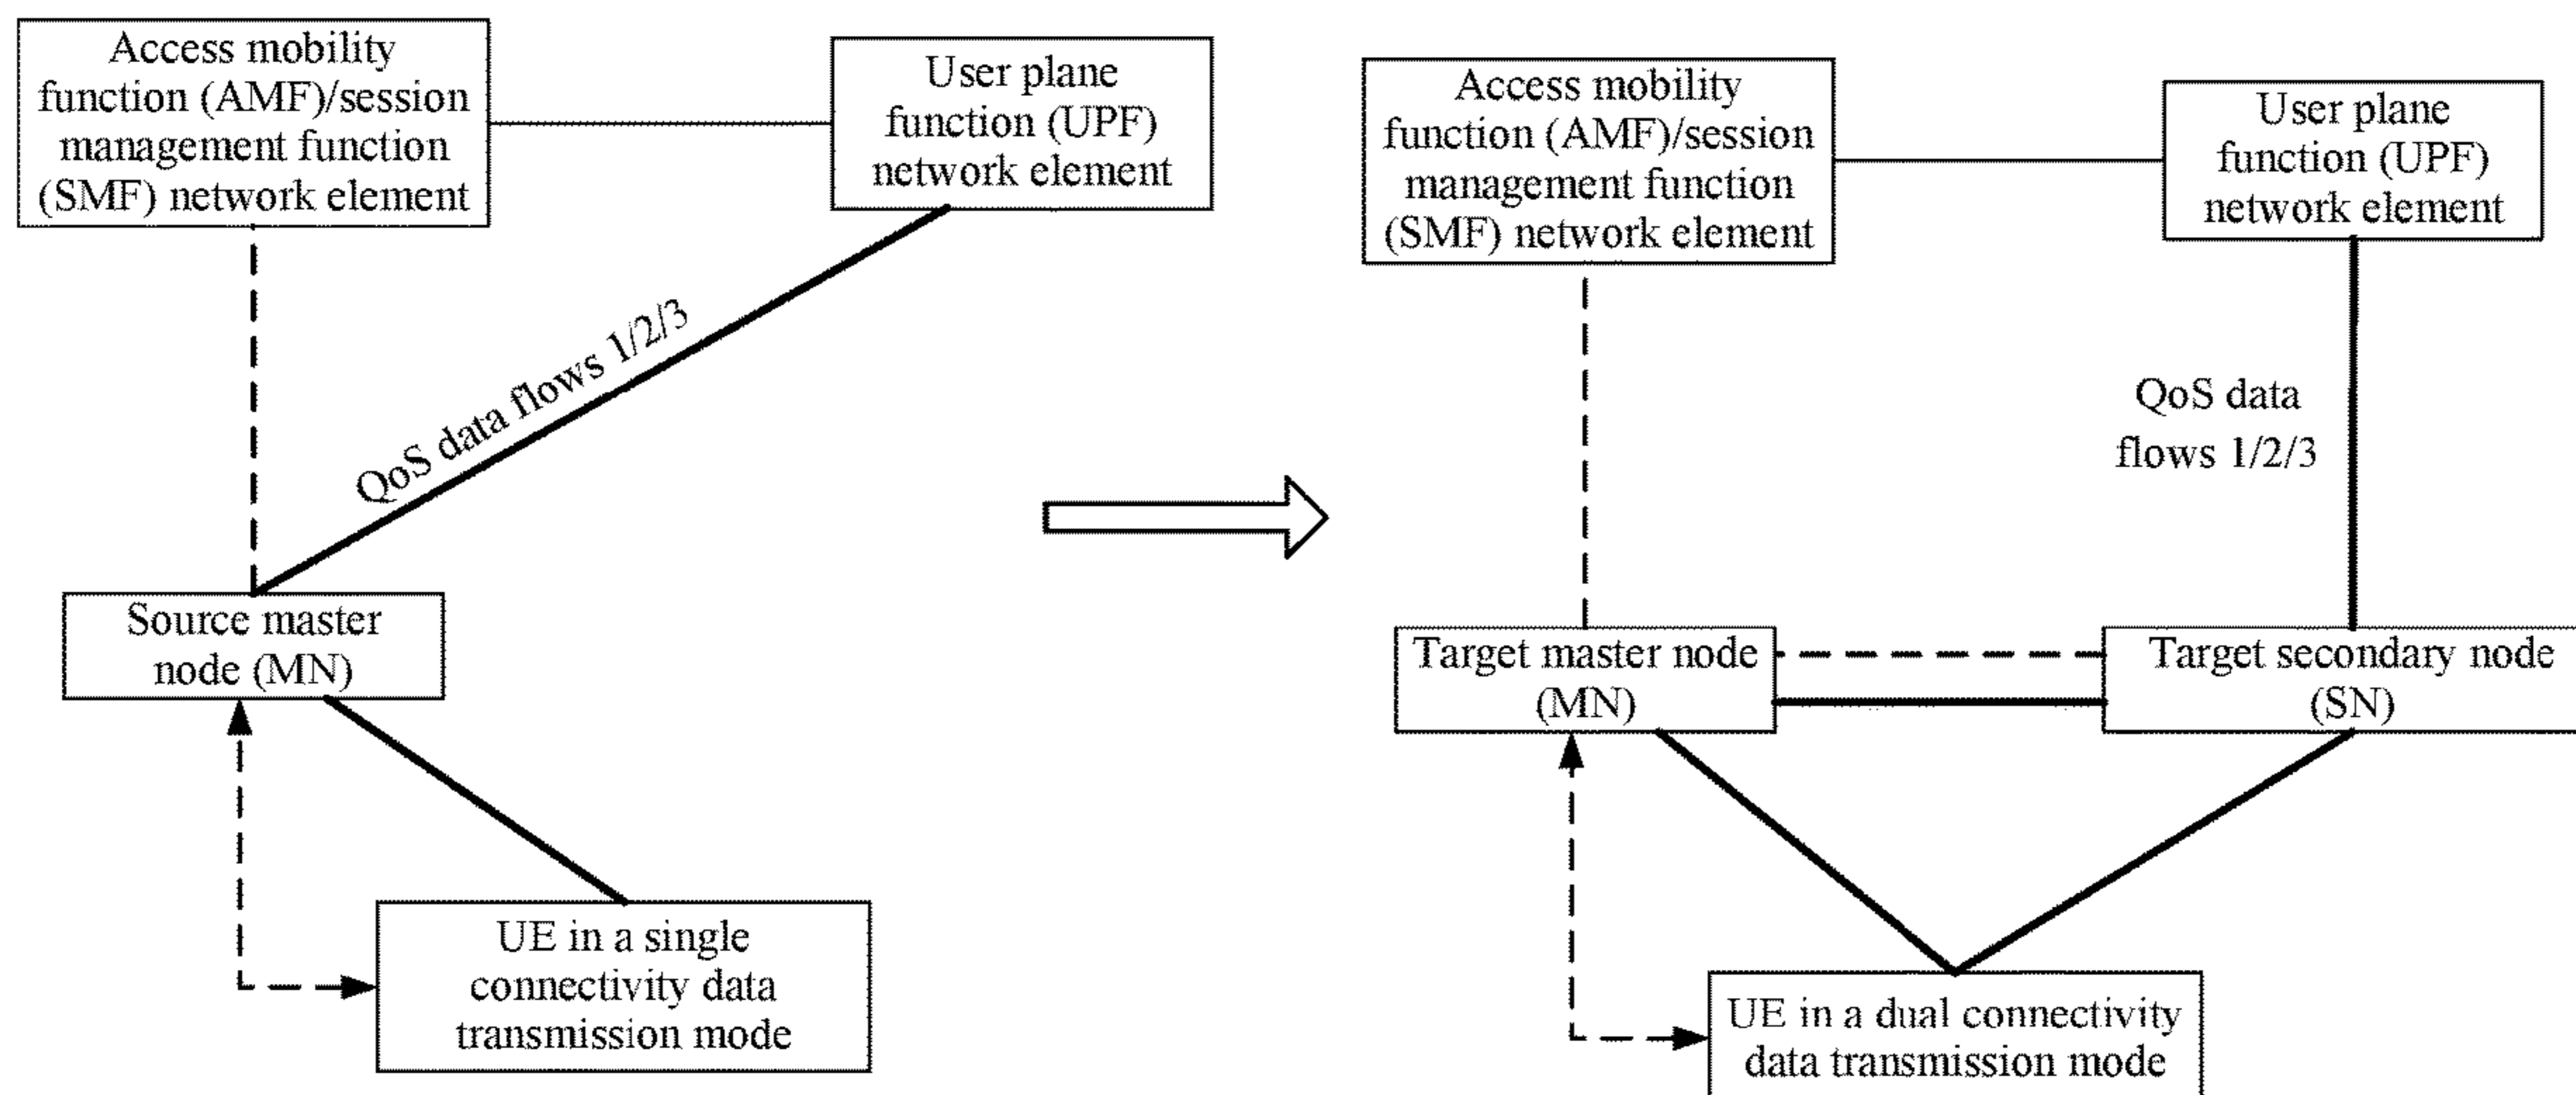 Access mobility
function (AMF)/session
management function
(SMF) network element
User plane
function (UPF)
network element
QoS data flows 1/2/3
Source master
node (MN)
UE in a single
connectivity data
transmission mode
Access mobility
function (AMF)/session
management function
(SMF) network element
User plane
function (UPF)
network element
QoS data
flows 1/2/3
Target master node
(MN)
Target secondary node
(SN)
UE in a dual connectivity
data transmission mode